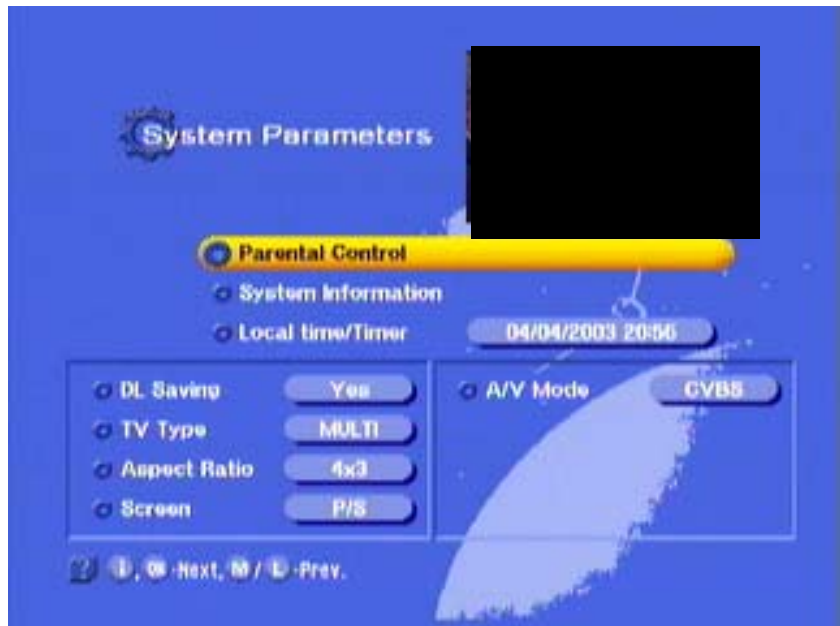 System Parameters
Parental Control
System Information
Local time/Timer 04/04/2003 20:56
DL Saving Yes
A/V Mode CVBS
TV Type MULTI
Aspect Ratio 4x3
Screen P/S
i, OK -Next, M / L -Prev.